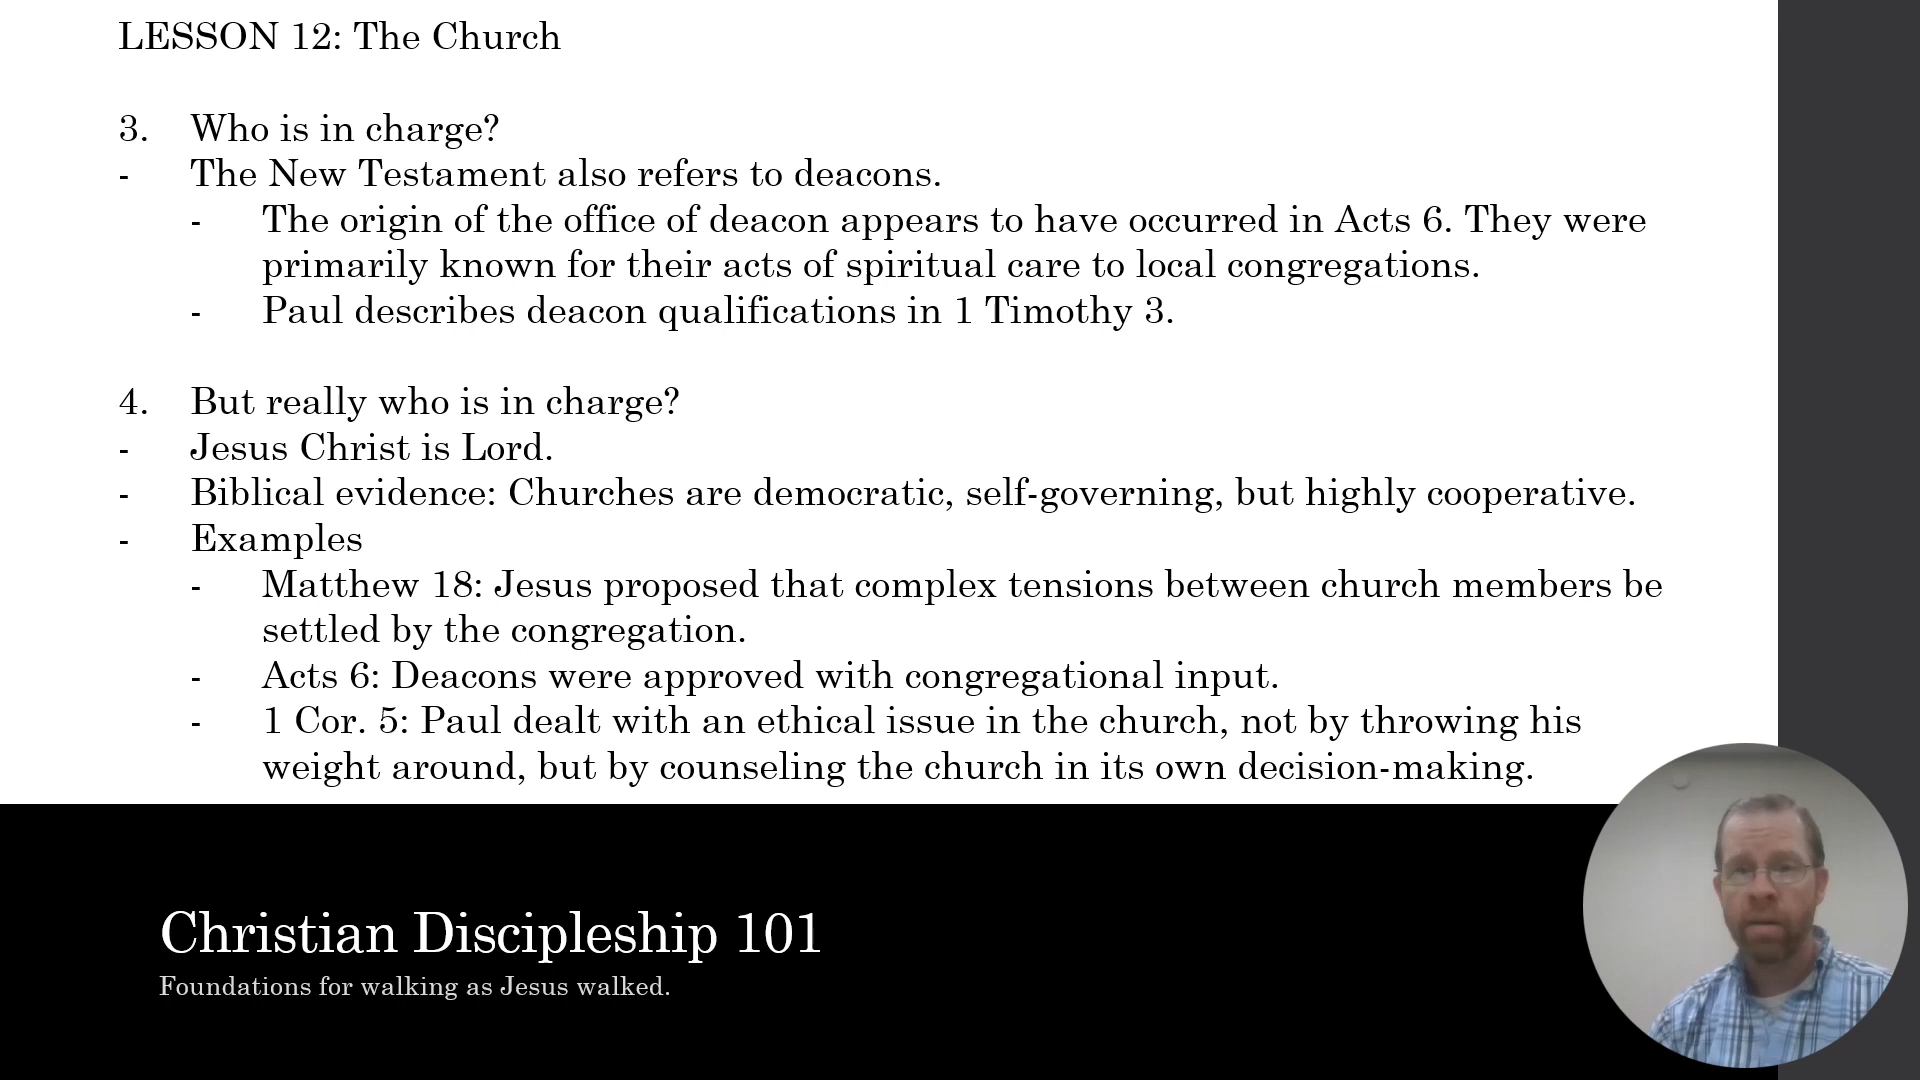 LESSON 12: The Church
3. Who is in charge?
- The New Testament also refers to deacons.
- The origin of the office of deacon appears to have occurred in Acts 6. They were
primarily known for their acts of spiritual care to local congregations.
- Paul describes deacon qualifications in 1 Timothy 3.
4. But really who is in charge?
- Jesus Christ is Lord.
- Biblical evidence: Churches are democratic, self-governing, but highly cooperative.
- Examples
- Matthew 18: Jesus proposed that complex tensions between church members be
settled by the congregation.
- Acts 6: Deacons were approved with congregational input.
- 1 Cor. 5: Paul dealt with an ethical issue in the church, not by throwing his
weight around, but by counseling the church in its own decision-making.
Christian Discipleship 101
Foundations for walking as Jesus walked.